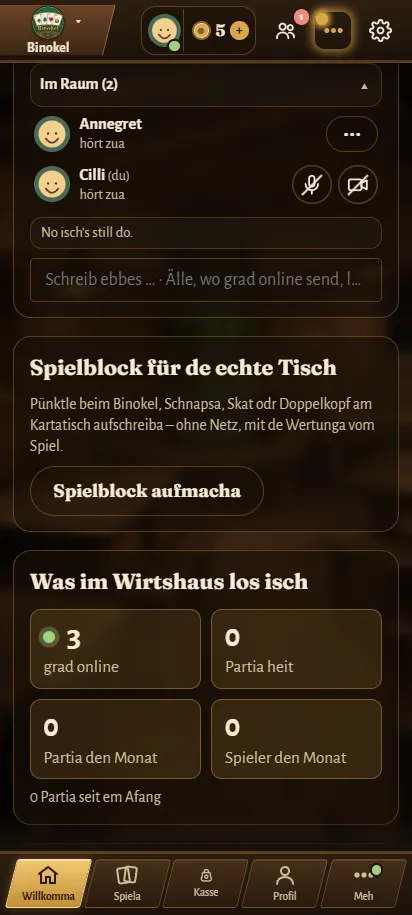 Binokel
5
+
1
Im Raum (2)
Annegret
hört zua
Cilli (du)
hört zua
No isch's still do.
Schreib ebbes ... · Älle, wo grad online send, l...
Spielblock für de echte Tisch
Pünktle beim Binokel, Schnapsa, Skat odr Doppelkopf am
Kartatisch aufschreiba – ohne Netz, mit de Wertunga vom
Spiel.
Spielblock aufmacha
Was im Wirtshaus los isch
3
grad online
0
Partia heit
0
Partia den Monat
0
Spieler den Monat
0 Partia seit em Afang
Willkomma
Spiela
Kasse
Profil
Meh